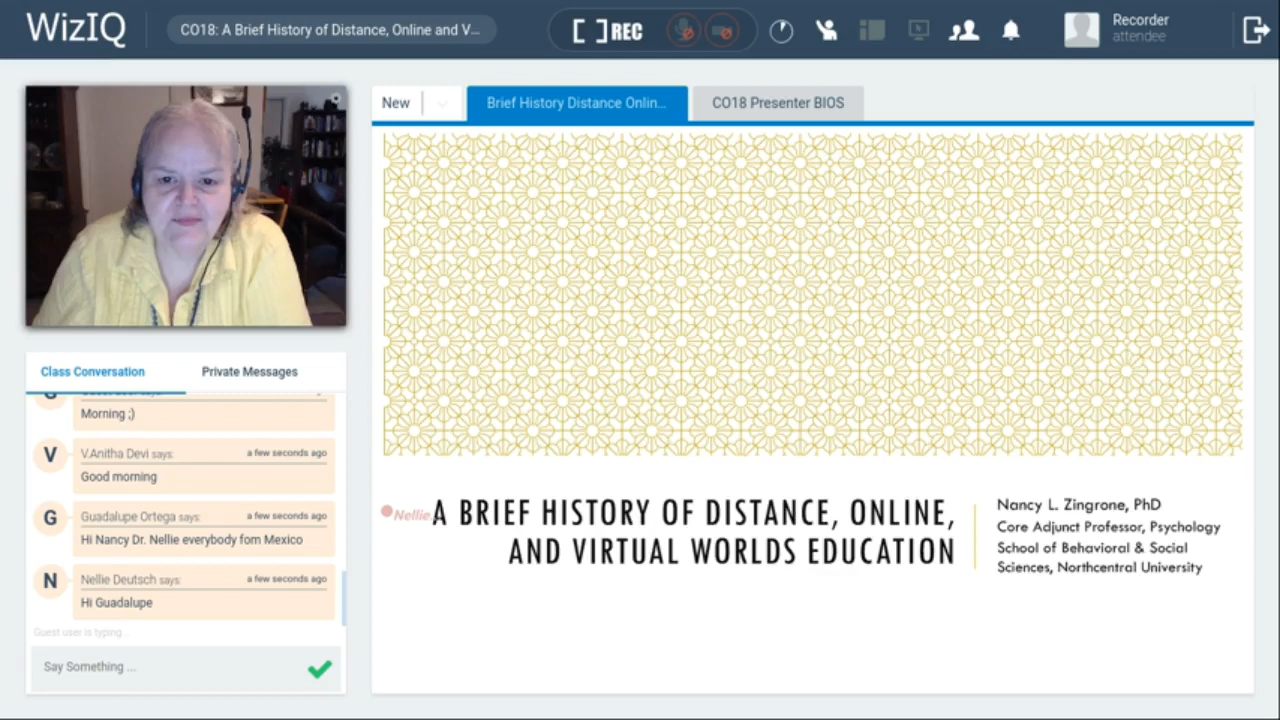 WizIQ
CO18: A Brief History of Distance, Online and V...
[ ]REC
Recorder
attendee
New
Brief History Distance Onlin...
CO18 Presenter BIOS
Class Conversation
Private Messages
G
Morning ;)
V
V.Anitha Devi says:
a few seconds ago
Good morning
G
Guadalupe Ortega says:
a few seconds ago
Hi Nancy Dr. Nellie everybody fom Mexico
N
Nellie Deutsch says:
a few seconds ago
Hi Guadalupe
Guest user is typing...
Say Something ...
Nellie
A BRIEF HISTORY OF DISTANCE, ONLINE,
AND VIRTUAL WORLDS EDUCATION
Nancy L. Zingrone, PhD
Core Adjunct Professor, Psychology
School of Behavioral & Social
Sciences, Northcentral University